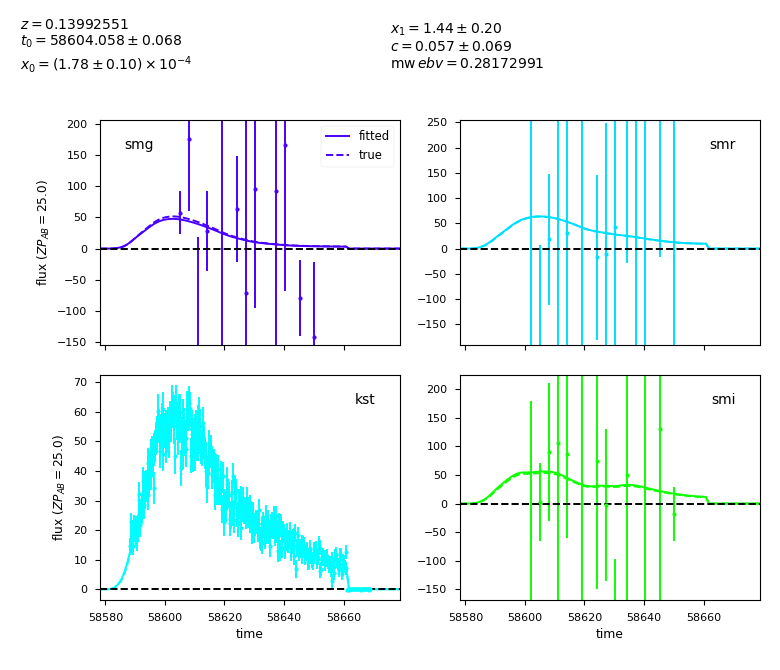 z = 0.13992551
t₀ = 58604.058 ± 0.068
x₀ = (1.78 ± 0.10) × 10⁻⁴
x₁ = 1.44 ± 0.20
c = 0.057 ± 0.069
mw ebv = 0.28172991
smg
fitted
true
200
150
100
50
0
−50
−100
−150
flux (ZP_AB = 25.0)
smr
250
200
150
100
50
0
−50
−100
−150
kst
70
60
50
40
30
20
10
0
flux (ZP_AB = 25.0)
58580 58600 58620 58640 58660
time
smi
200
150
100
50
0
−50
−100
−150
58580 58600 58620 58640 58660
time